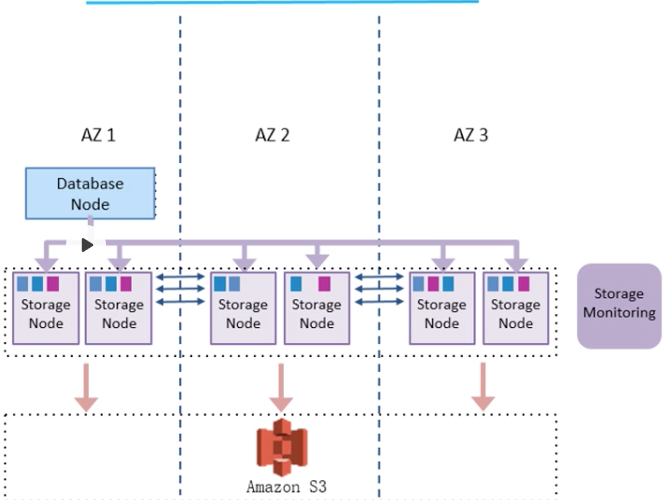 AZ 1
AZ 2
AZ 3
Database
Node
Storage
Node
Storage
Node
Storage
Node
Storage
Node
Storage
Node
Storage
Node
Storage
Monitoring
Amazon S3